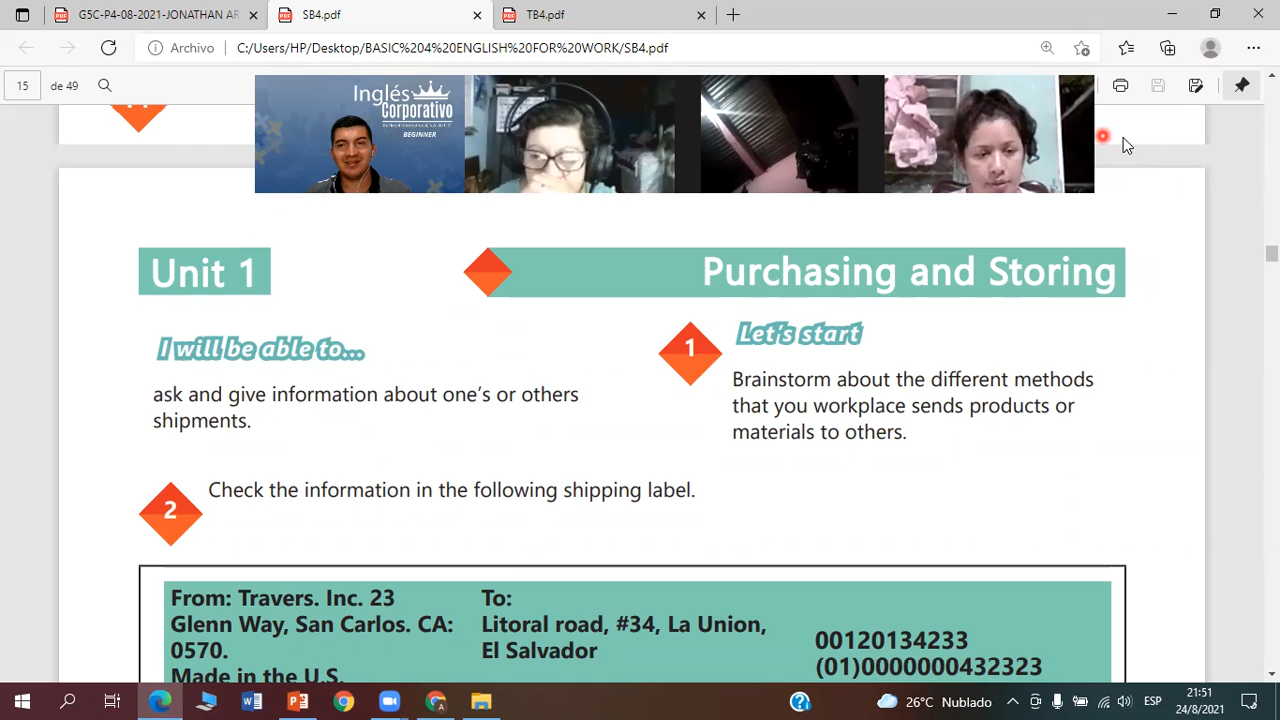 G5C-P4-08-2021-JONATHAN AR
SB4.pdf
TB4.pdf
Archivo
C:/Users/HP/Desktop/BASIC%204%20ENGLISH%20FOR%20WORK/SB4.pdf
15
de 49
Inglés
Corporativo
BEGINNER
Unit 1
Purchasing and Storing
I will be able to...
ask and give information about one's or others
shipments.
1
Let's start
Brainstorm about the different methods
that you workplace sends products or
materials to others.
2
Check the information in the following shipping label.
From: Travers. Inc. 23
Glenn Way, San Carlos. CA:
0570.
Made in the U.S.
To:
Litoral road, #34, La Union,
El Salvador
00120134233
(01)0000000432323
26°C Nublado
ESP
21:51
24/8/2021